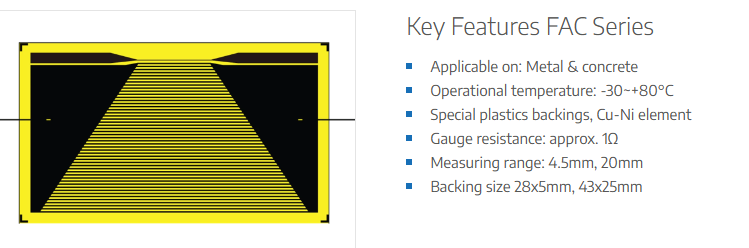 Key Features FAC Series
Applicable on: Metal & concrete
Operational temperature: -30~+80°C
Special plastics backings, Cu-Ni element
Gauge resistance: approx. 1Ω
Measuring range: 4.5mm, 20mm
Backing size 28x5mm, 43x25mm